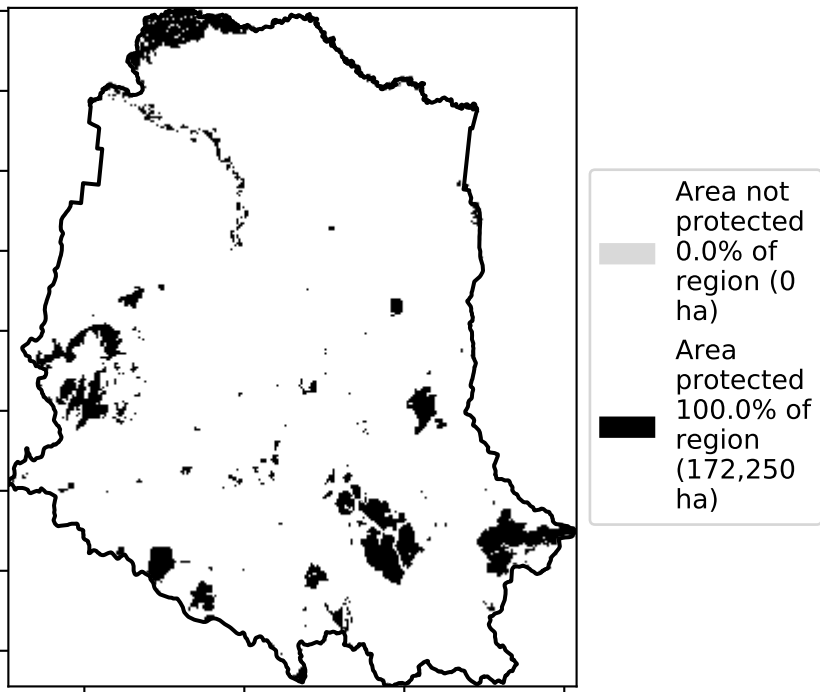 Area not
protected
0.0% of
region (0
ha)
Area
protected
100.0% of
region
(172,250
ha)